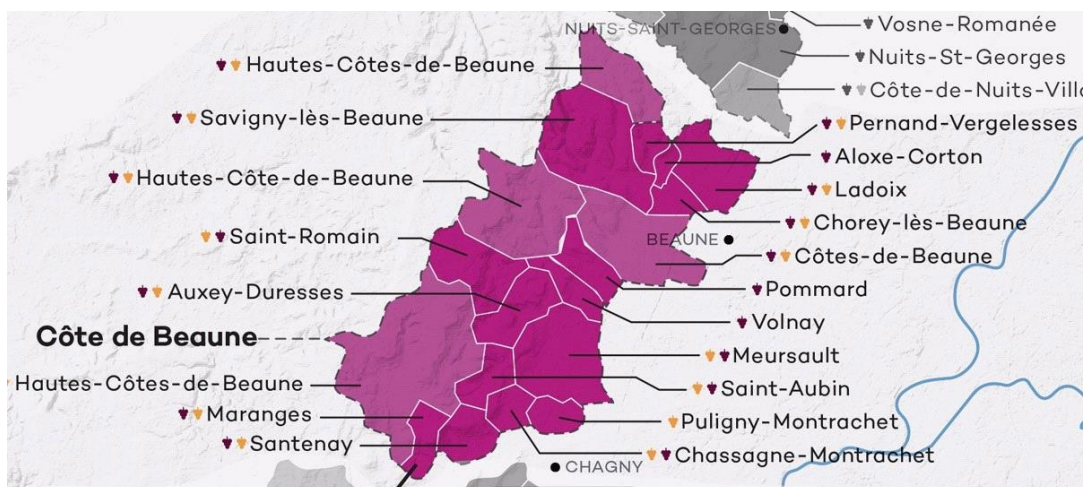 NUITS-SAINT-GEORGES
Vosne-Romanée
Nuits-St-Georges
Côte-de-Nuits-Villa
Hautes-Côtes-de-Beaune
Savigny-lès-Beaune
Pernand-Vergelesses
Aloxe-Corton
Hautes-Côte-de-Beaune
Ladoix
Chorey-lès-Beaune
Saint-Romain
BEAUNE
Côtes-de-Beaune
Auxey-Duresses
Pommard
Volnay
Côte de Beaune
Meursault
Hautes-Côtes-de-Beaune
Saint-Aubin
Maranges
Puligny-Montrachet
Santenay
Chassagne-Montrachet
CHAGNY